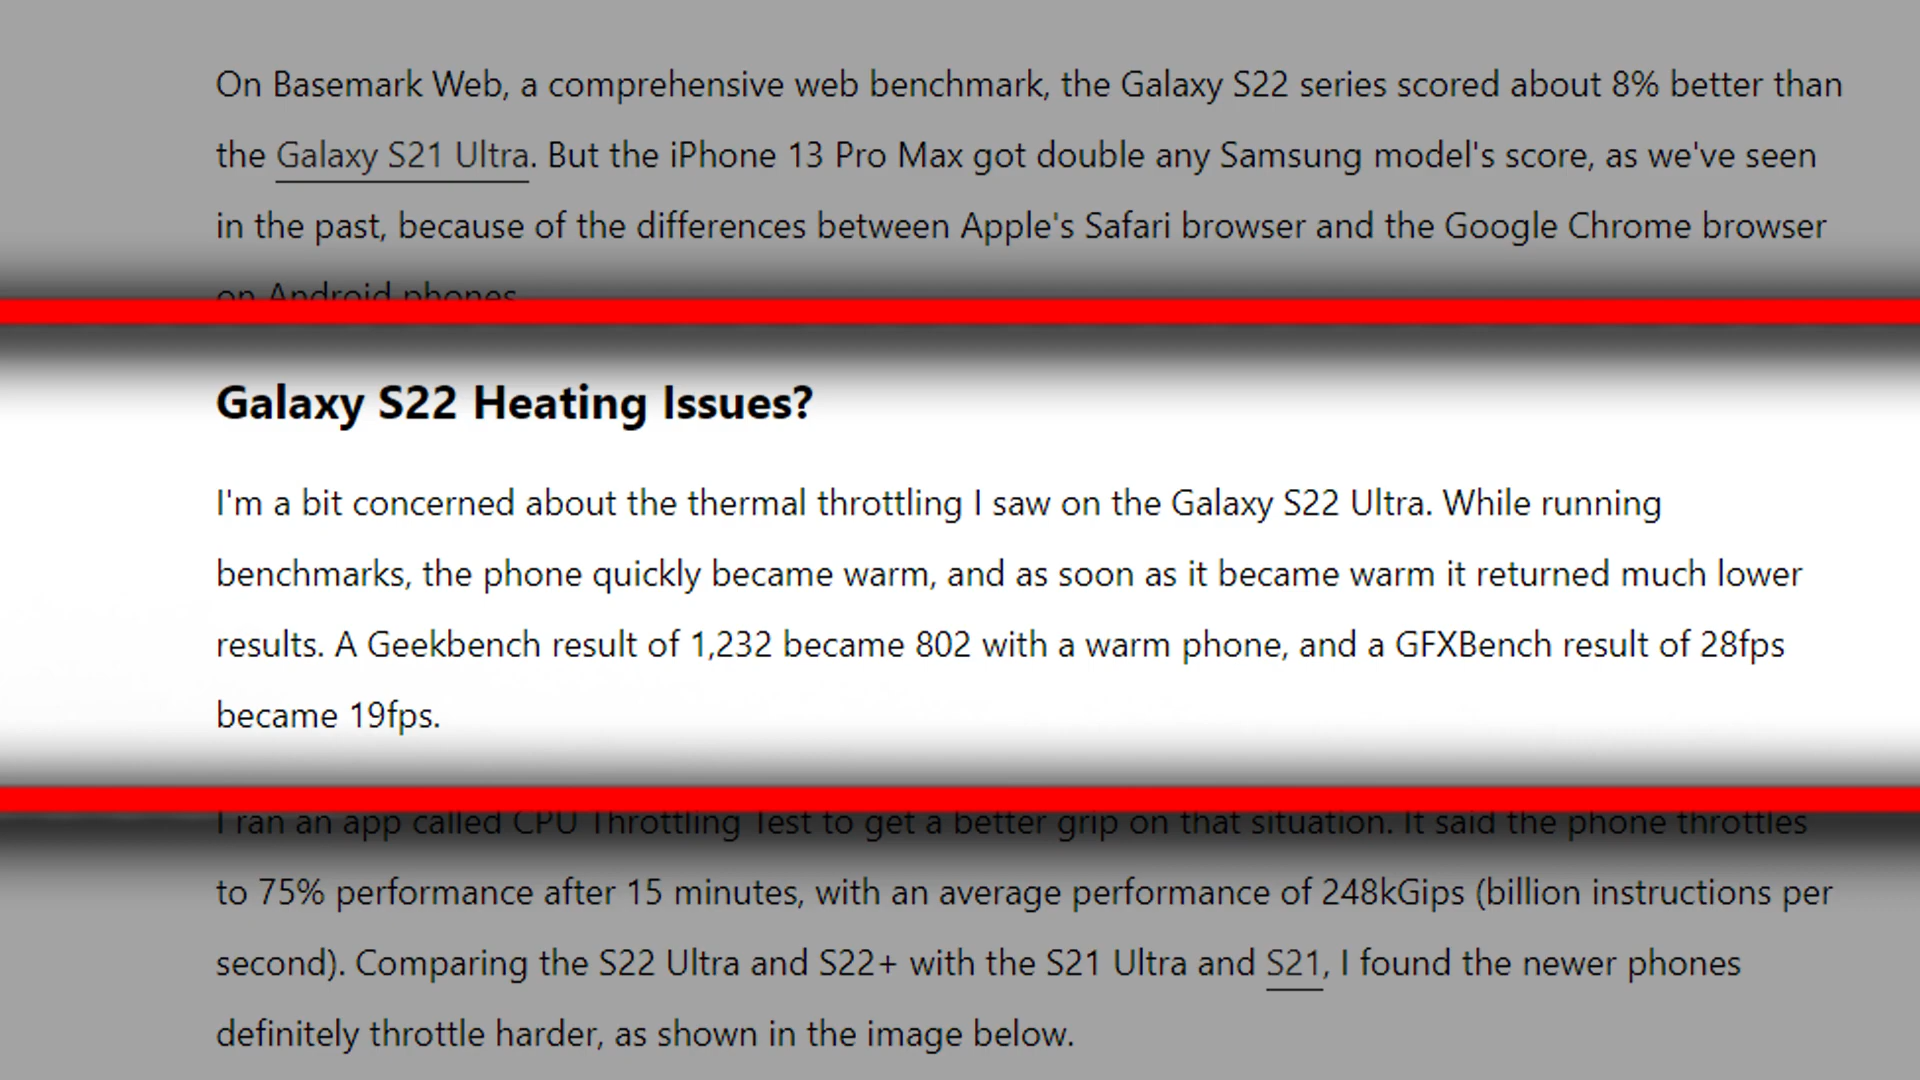 On Basemark Web, a comprehensive web benchmark, the Galaxy S22 series scored about 8% better than
the Galaxy S21 Ultra. But the iPhone 13 Pro Max got double any Samsung model's score, as we've seen
in the past, because of the differences between Apple's Safari browser and the Google Chrome browser
on Android phones.
Galaxy S22 Heating Issues?
I'm a bit concerned about the thermal throttling I saw on the Galaxy S22 Ultra. While running
benchmarks, the phone quickly became warm, and as soon as it became warm it returned much lower
results. A Geekbench result of 1,232 became 802 with a warm phone, and a GFXBench result of 28fps
became 19fps.
I ran an app called CPU Throttling Test to get a better grip on that situation. It said the phone throttles
to 75% performance after 15 minutes, with an average performance of 248kGips (billion instructions per
second). Comparing the S22 Ultra and S22+ with the S21 Ultra and S21, I found the newer phones
definitely throttle harder, as shown in the image below.